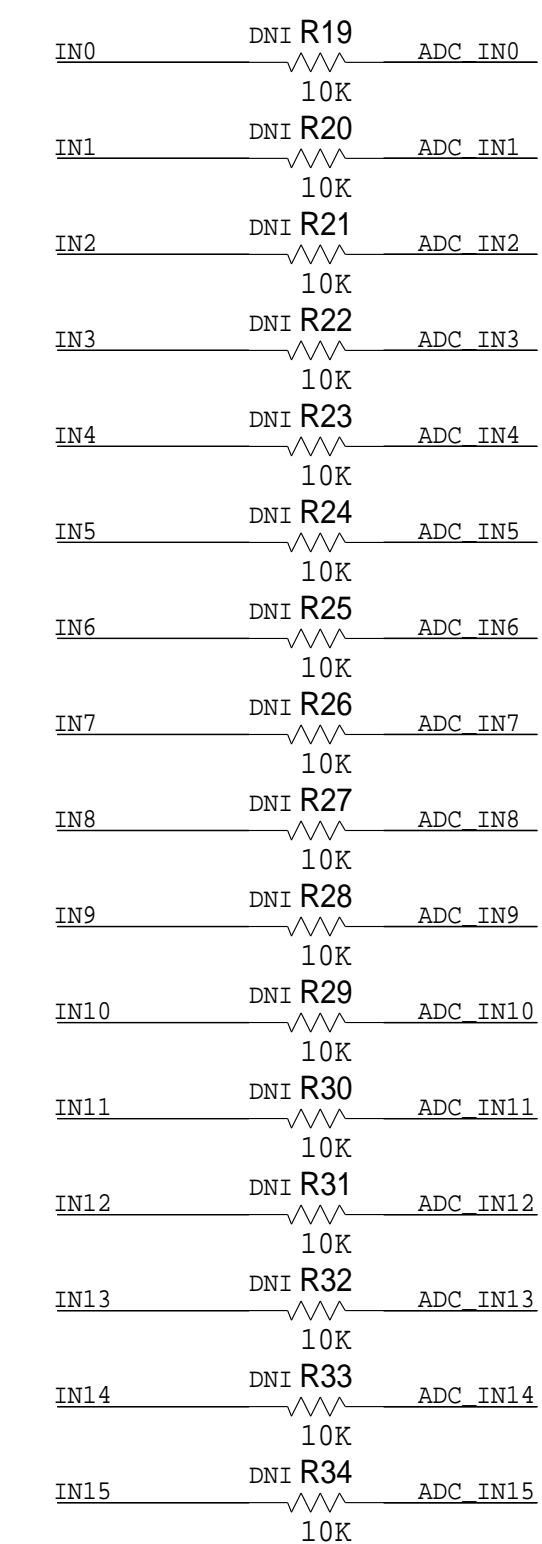 DNI R19
IN0 ADC_IN0
10K
DNI R20
IN1 ADC_IN1
10K
DNI R21
IN2 ADC_IN2
10K
DNI R22
IN3 ADC_IN3
10K
DNI R23
IN4 ADC_IN4
10K
DNI R24
IN5 ADC_IN5
10K
DNI R25
IN6 ADC_IN6
10K
DNI R26
IN7 ADC_IN7
10K
DNI R27
IN8 ADC_IN8
10K
DNI R28
IN9 ADC_IN9
10K
DNI R29
IN10 ADC_IN10
10K
DNI R30
IN11 ADC_IN11
10K
DNI R31
IN12 ADC_IN12
10K
DNI R32
IN13 ADC_IN13
10K
DNI R33
IN14 ADC_IN14
10K
DNI R34
IN15 ADC_IN15
10K